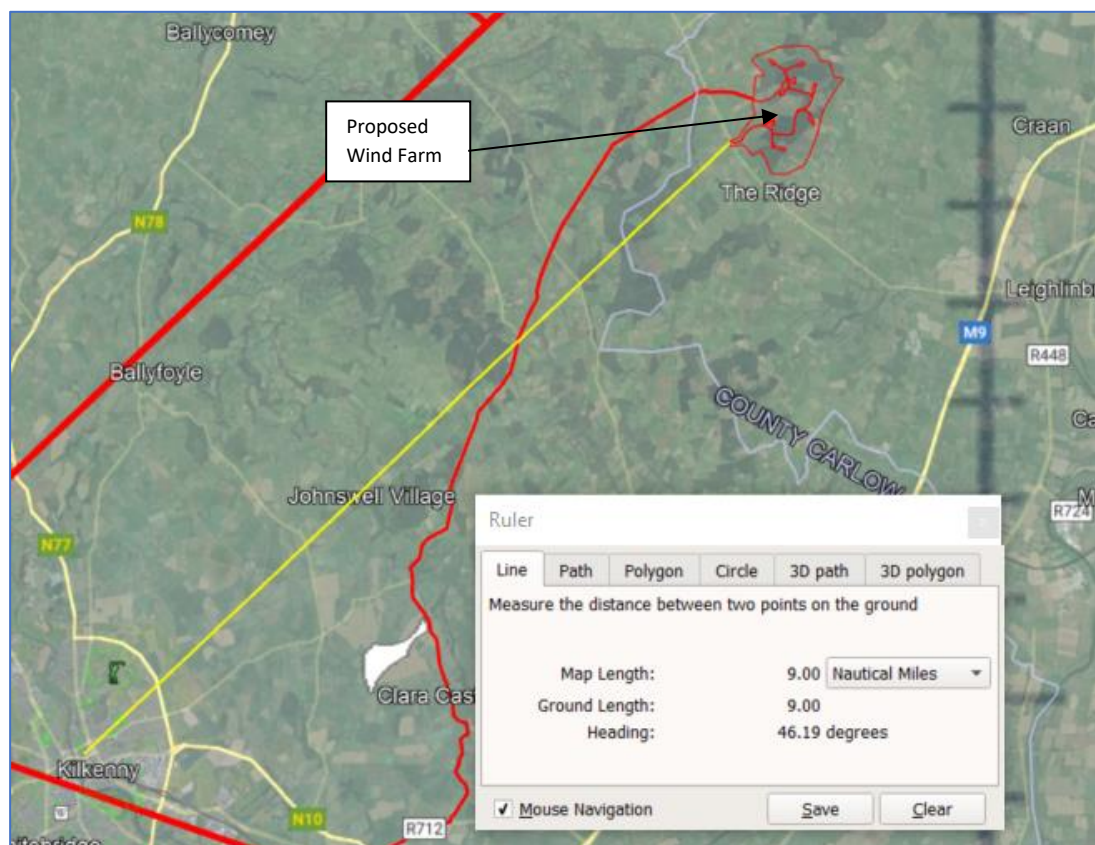 Ballycomey
Proposed
Wind Farm
Craan
The Ridge
N78
Leighlinb
M9
R448
Ballyfoyle
Ca
COUNTY CARLOW
Johnswell Village
M
R724
N77
Ruler
Line Path Polygon Circle 3D path 3D polygon
Measure the distance between two points on the ground
Map Length: 9.00 Nautical Miles
Ground Length: 9.00
Heading: 46.19 degrees
Mouse Navigation Save Clear
Clara Cas
Kilkenny
N10
R712